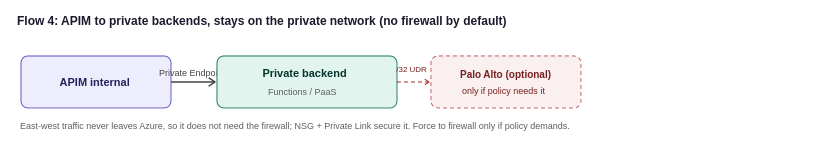 Flow 4: APIM to private backends, stays on the private network (no firewall by default)
APIM internal
Private Endpo
Private backend
Functions / PaaS
/32 UDR
Palo Alto (optional)
only if policy needs it
East-west traffic never leaves Azure, so it does not need the firewall; NSG + Private Link secure it. Force to firewall only if policy demands.